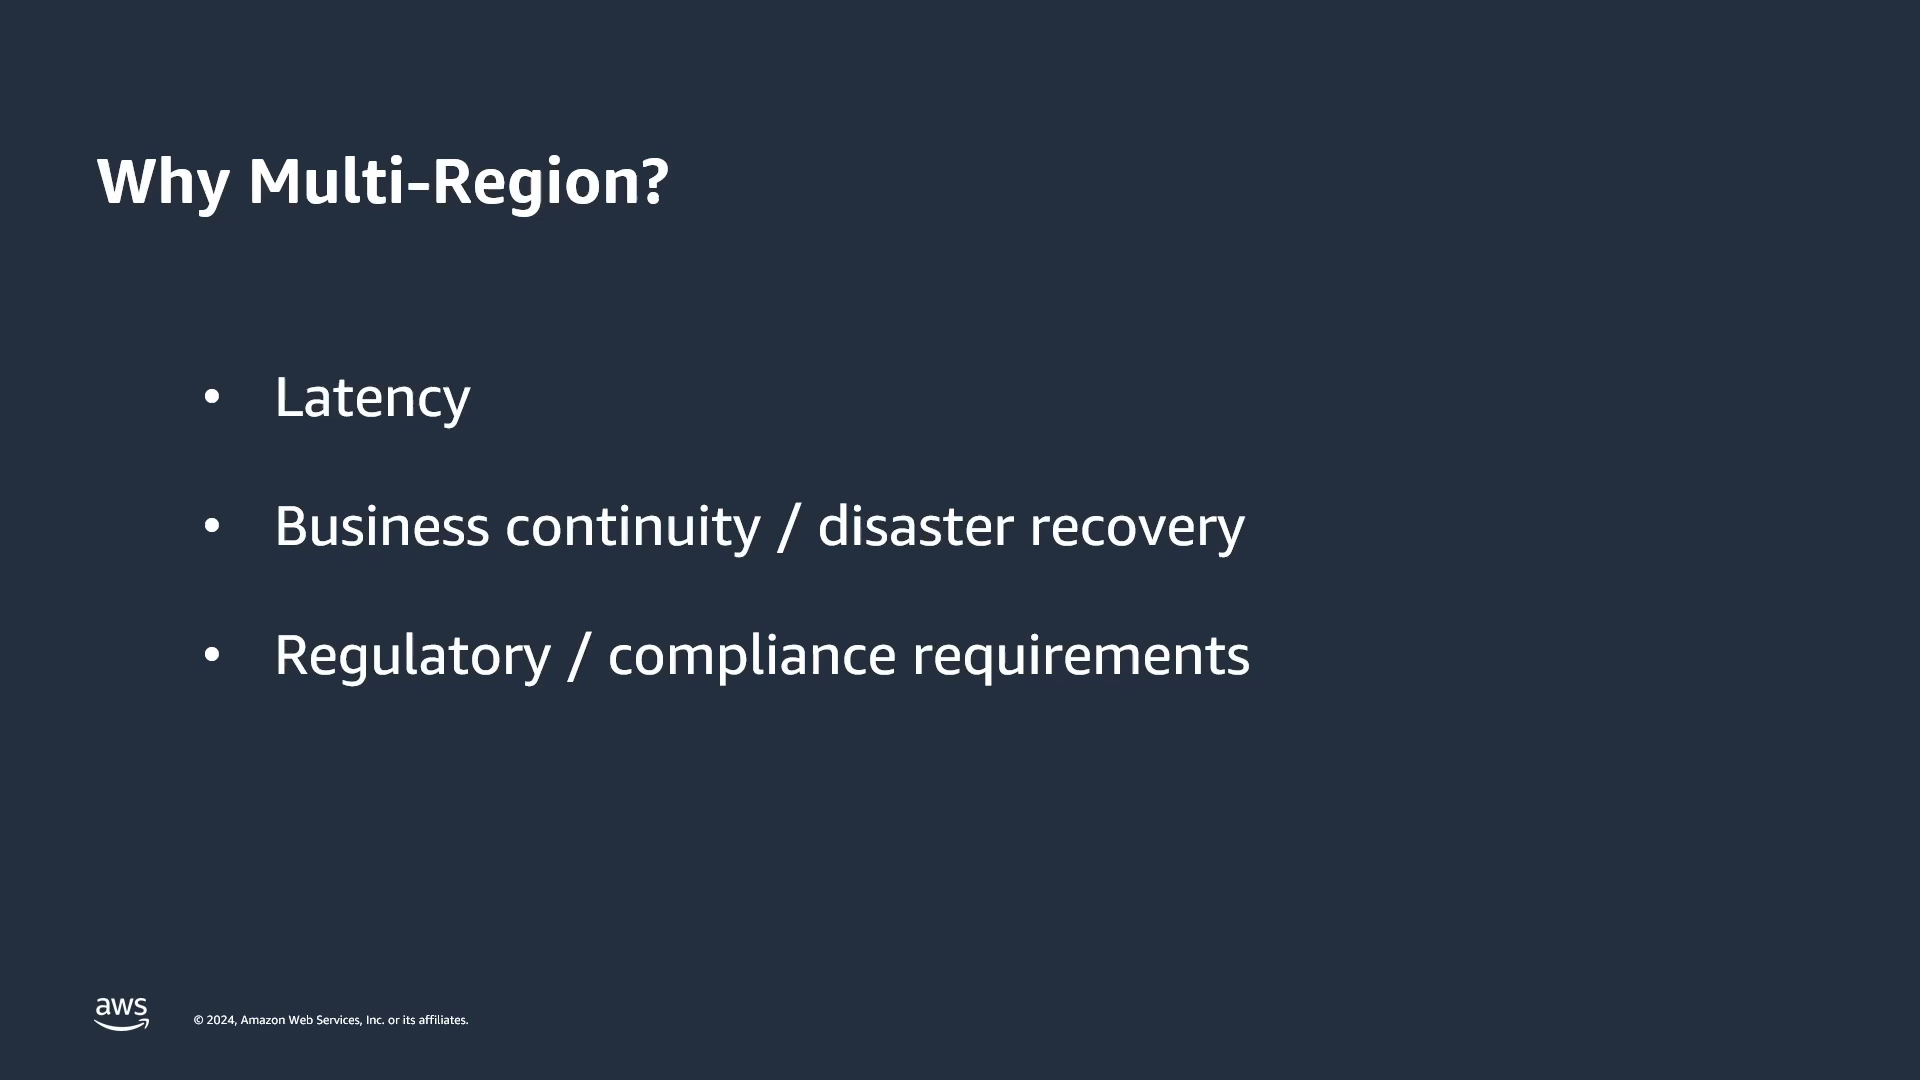 Why Multi-Region?
• Latency
• Business continuity / disaster recovery
• Regulatory / compliance requirements
aws
© 2024, Amazon Web Services, Inc. or its affiliates.